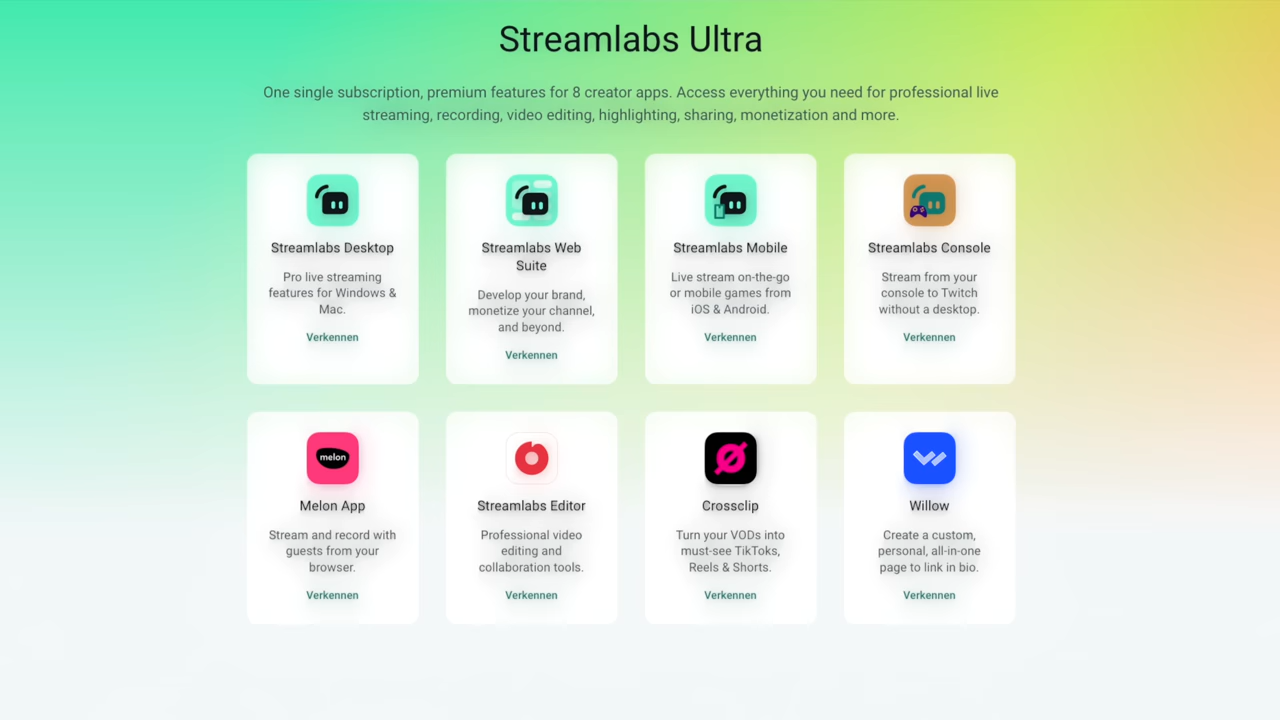 Streamlabs Ultra
One single subscription, premium features for 8 creator apps. Access everything you need for professional live
streaming, recording, video editing, highlighting, sharing, monetization and more.
Streamlabs Desktop
Pro live streaming
features for Windows &
Mac.
Verkennen
Streamlabs Web
Suite
Develop your brand,
monetize your channel,
and beyond.
Verkennen
Streamlabs Mobile
Live stream on-the-go
or mobile games from
iOS & Android.
Verkennen
Streamlabs Console
Stream from your
console to Twitch
without a desktop.
Verkennen
melon
Melon App
Stream and record with
guests from your
browser.
Verkennen
Streamlabs Editor
Professional video
editing and
collaboration tools.
Verkennen
Crossclip
Turn your VODs into
must-see TikToks,
Reels & Shorts.
Verkennen
Willow
Create a custom,
personal, all-in-one
page to link in bio.
Verkennen